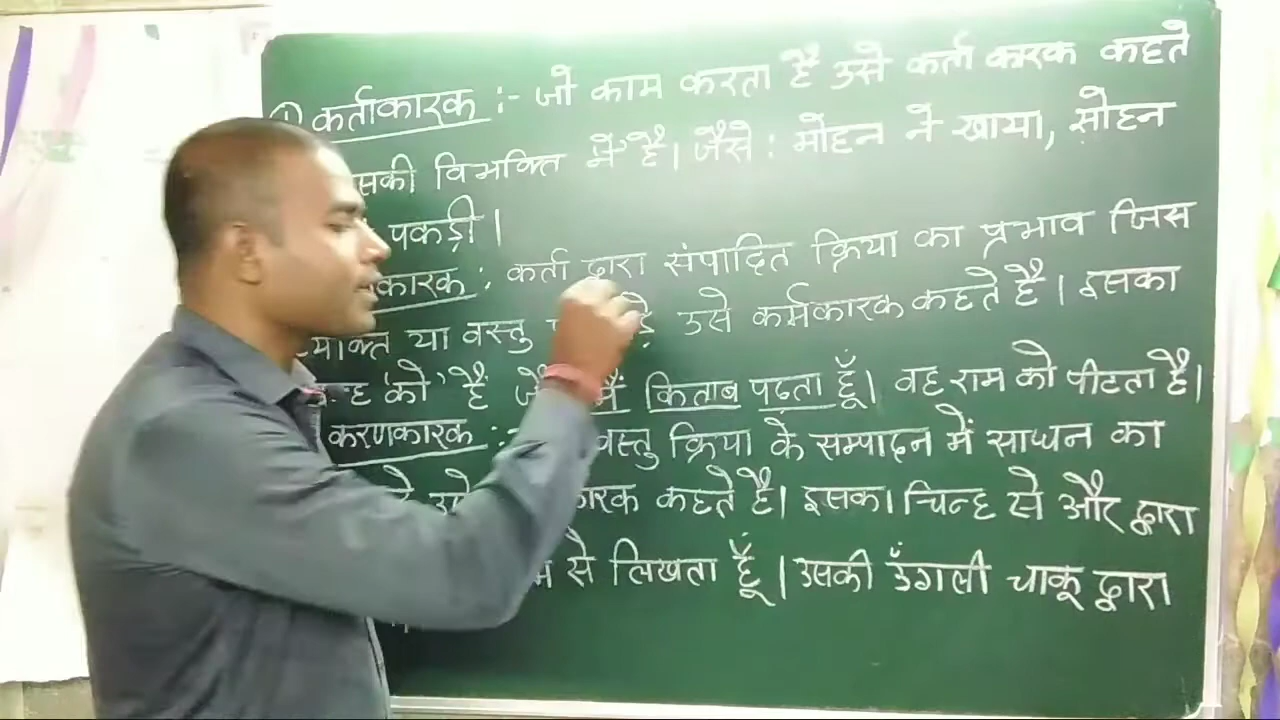 कर्ताकारक :- जो काम करता है उसे कर्ता कारक कहते
विभक्ति ने है। जैसे : मोहन ने खाया, सोहन
पकड़ी।
कारक : कर्ता द्वारा संपादित क्रिया का प्रभाव जिस
या वस्तु उसे कर्मकारक कहते है। इसका
'को' है मैं किताब पढ़ता हूँ। वह राम को पीटता है।
करणकारक :- वस्तु क्रिया के सम्पादन में साधन का
कारक कहते है। इसका चिन्ह से और द्वारा
से लिखता हूँ। उसकी उँगली चाकू द्वारा